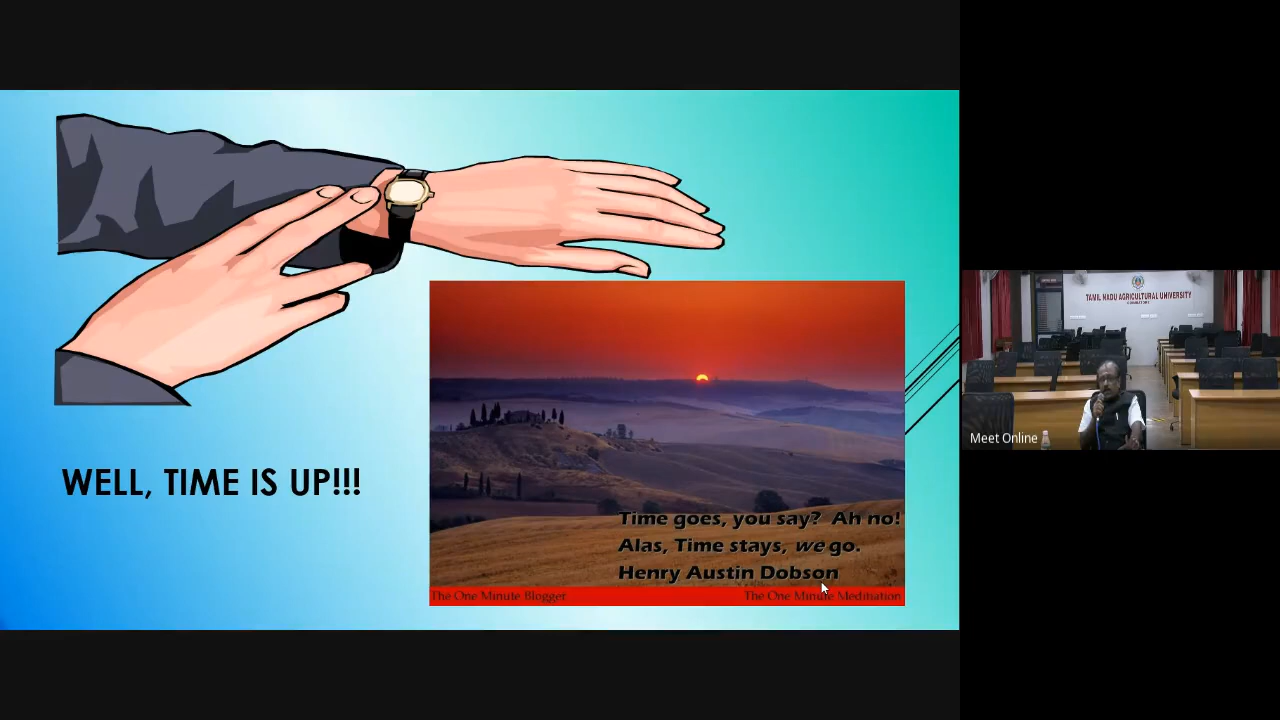 WELL, TIME IS UP!!!
Time goes, you say? Ah no!
Alas, Time stays, we go.
Henry Austin Dobson
The One Minute Blogger
The One Minute Meditation
TAMIL NADU AGRICULTURAL UNIVERSITY
Meet Online